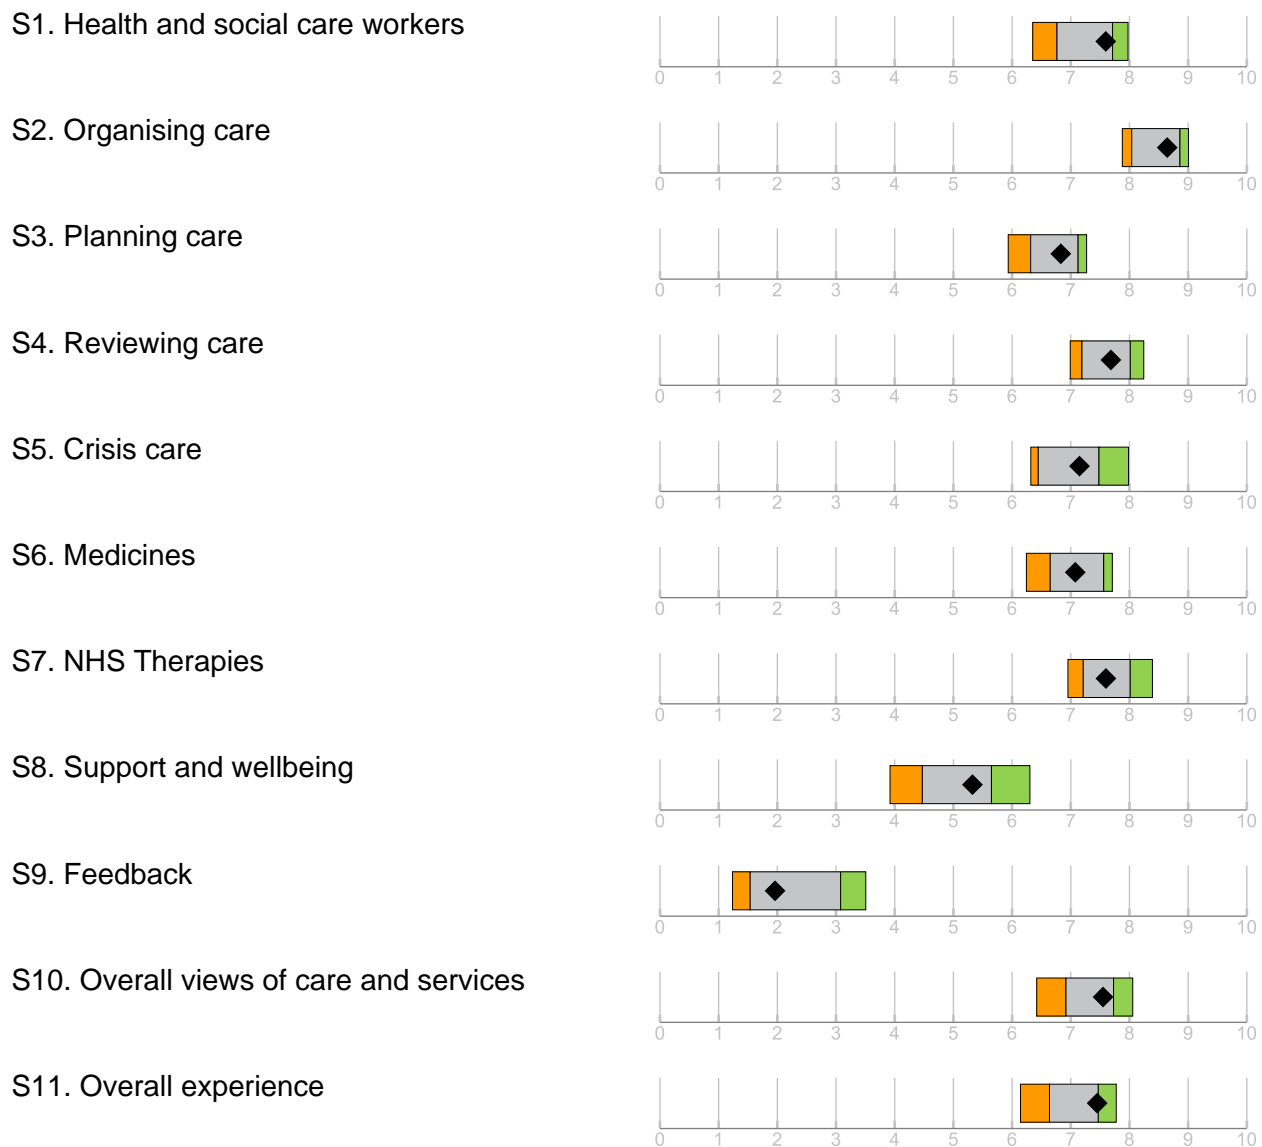 S1. Health and social care workers
0 1 2 3 4 5 6 7 8 9 10
S2. Organising care
0 1 2 3 4 5 6 7 8 9 10
S3. Planning care
0 1 2 3 4 5 6 7 8 9 10
S4. Reviewing care
0 1 2 3 4 5 6 7 8 9 10
S5. Crisis care
0 1 2 3 4 5 6 7 8 9 10
S6. Medicines
0 1 2 3 4 5 6 7 8 9 10
S7. NHS Therapies
0 1 2 3 4 5 6 7 8 9 10
S8. Support and wellbeing
0 1 2 3 4 5 6 7 8 9 10
S9. Feedback
0 1 2 3 4 5 6 7 8 9 10
S10. Overall views of care and services
0 1 2 3 4 5 6 7 8 9 10
S11. Overall experience
0 1 2 3 4 5 6 7 8 9 10